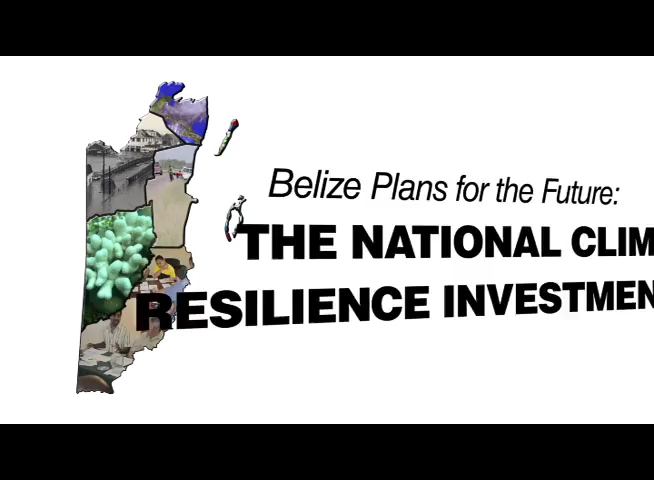 Belize Plans for the Future:
THE NATIONAL CLIM
RESILIENCE INVESTMEN